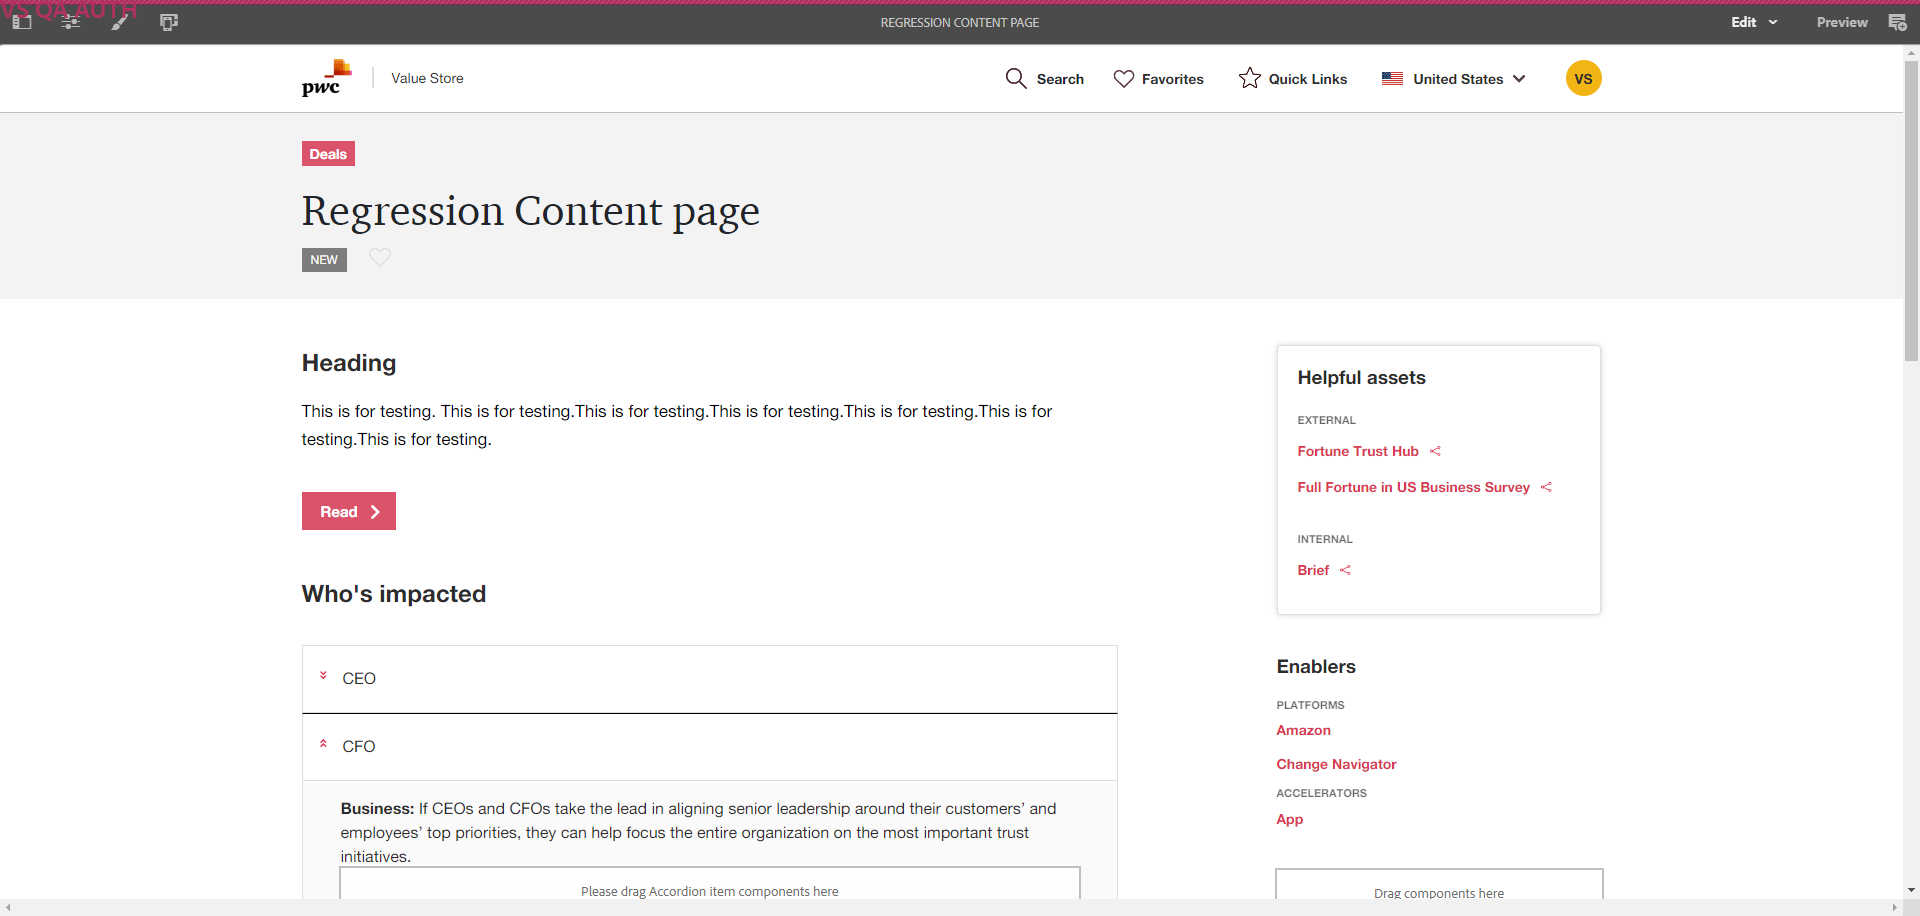 VS QA AUTH
REGRESSION CONTENT PAGE
Edit
Preview
pwc
Value Store
Search
Favorites
Quick Links
United States
VS
Deals
Regression Content page
NEW
Heading
This is for testing. This is for testing.This is for testing.This is for testing.This is for testing.This is for
testing.This is for testing.
Read
Who's impacted
CEO
CFO
Business: If CEOs and CFOs take the lead in aligning senior leadership around their customers’ and
employees’ top priorities, they can help focus the entire organization on the most important trust
initiatives.
Please drag Accordion item components here
Helpful assets
EXTERNAL
Fortune Trust Hub
Full Fortune in US Business Survey
INTERNAL
Brief
Enablers
PLATFORMS
Amazon
Change Navigator
ACCELERATORS
App
Drag components here